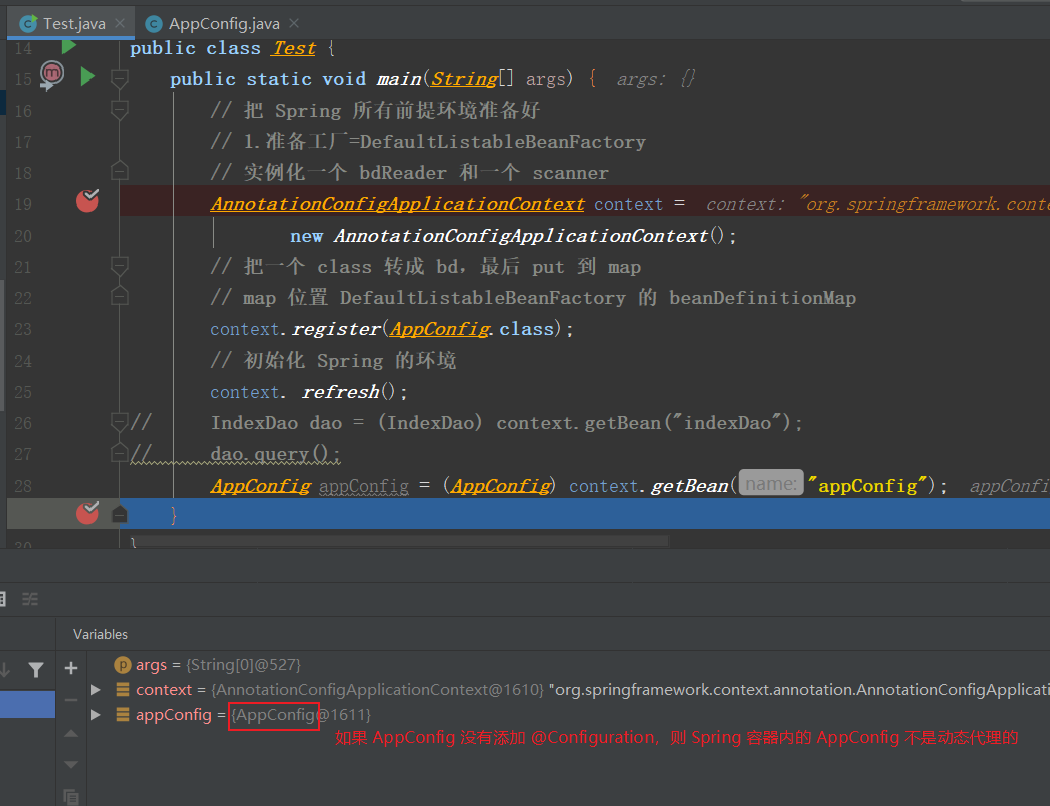 Test.java × AppConfig.java ×
14 public class Test {
15 public static void main(String[] args) { args: {}
16 // 把 Spring 所有前提环境准备好
17 // 1.准备工厂=DefaultListableBeanFactory
18 // 实例化一个 bdReader 和一个 scanner
19 AnnotationConfigApplicationContext context = context: "org.springframework.conte
20 new AnnotationConfigApplicationContext();
21 // 把一个 class 转成 bd，最后 put 到 map
22 // map 位置 DefaultListableBeanFactory 的 beanDefinitionMap
23 context.register(AppConfig.class);
24 // 初始化 Spring 的环境
25 context. refresh();
26 // IndexDao dao = (IndexDao) context.getBean("indexDao");
27 // dao.query();
28 AppConfig appConfig = (AppConfig) context.getBean( name: "appConfig"); appConfi
}
30 }
Variables
args = {String[0]@527}
context = {AnnotationConfigApplicationContext@1610} "org.springframework.context.annotation.AnnotationConfigApplicati
appConfig = {AppConfig@1611}
如果 AppConfig 没有添加 @Configuration，则 Spring 容器内的 AppConfig 不是动态代理的